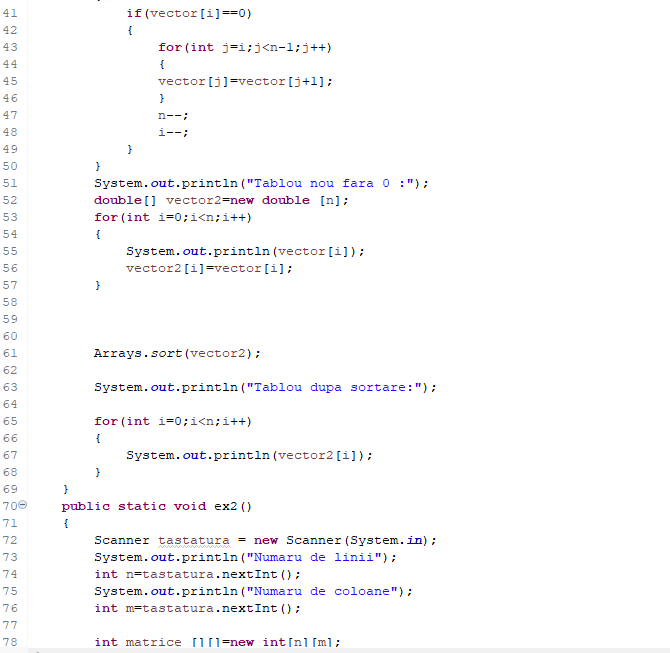 41 if(vector[i]==0)
42 {
43 for(int j=i;j<n-1;j++)
44 {
45 vector[j]=vector[j+1];
46 }
47 n--;
48 i--;
49 }
50 }
51 System.out.println("Tablou nou fara 0 :");
52 double[] vector2=new double [n];
53 for(int i=0;i<n;i++)
54 {
55 System.out.println(vector[i]);
56 vector2[i]=vector[i];
57 }
58
59
60
61 Arrays.sort(vector2);
62
63 System.out.println("Tablou dupa sortare:");
64
65 for(int i=0;i<n;i++)
66 {
67 System.out.println(vector2[i]);
68 }
69 }
70 public static void ex2()
71 {
72 Scanner tastatura = new Scanner(System.in);
73 System.out.println("Numaru de linii");
74 int n=tastatura.nextInt();
75 System.out.println("Numaru de coloane");
76 int m=tastatura.nextInt();
77
78 int matrice [][]=new int[n][m];